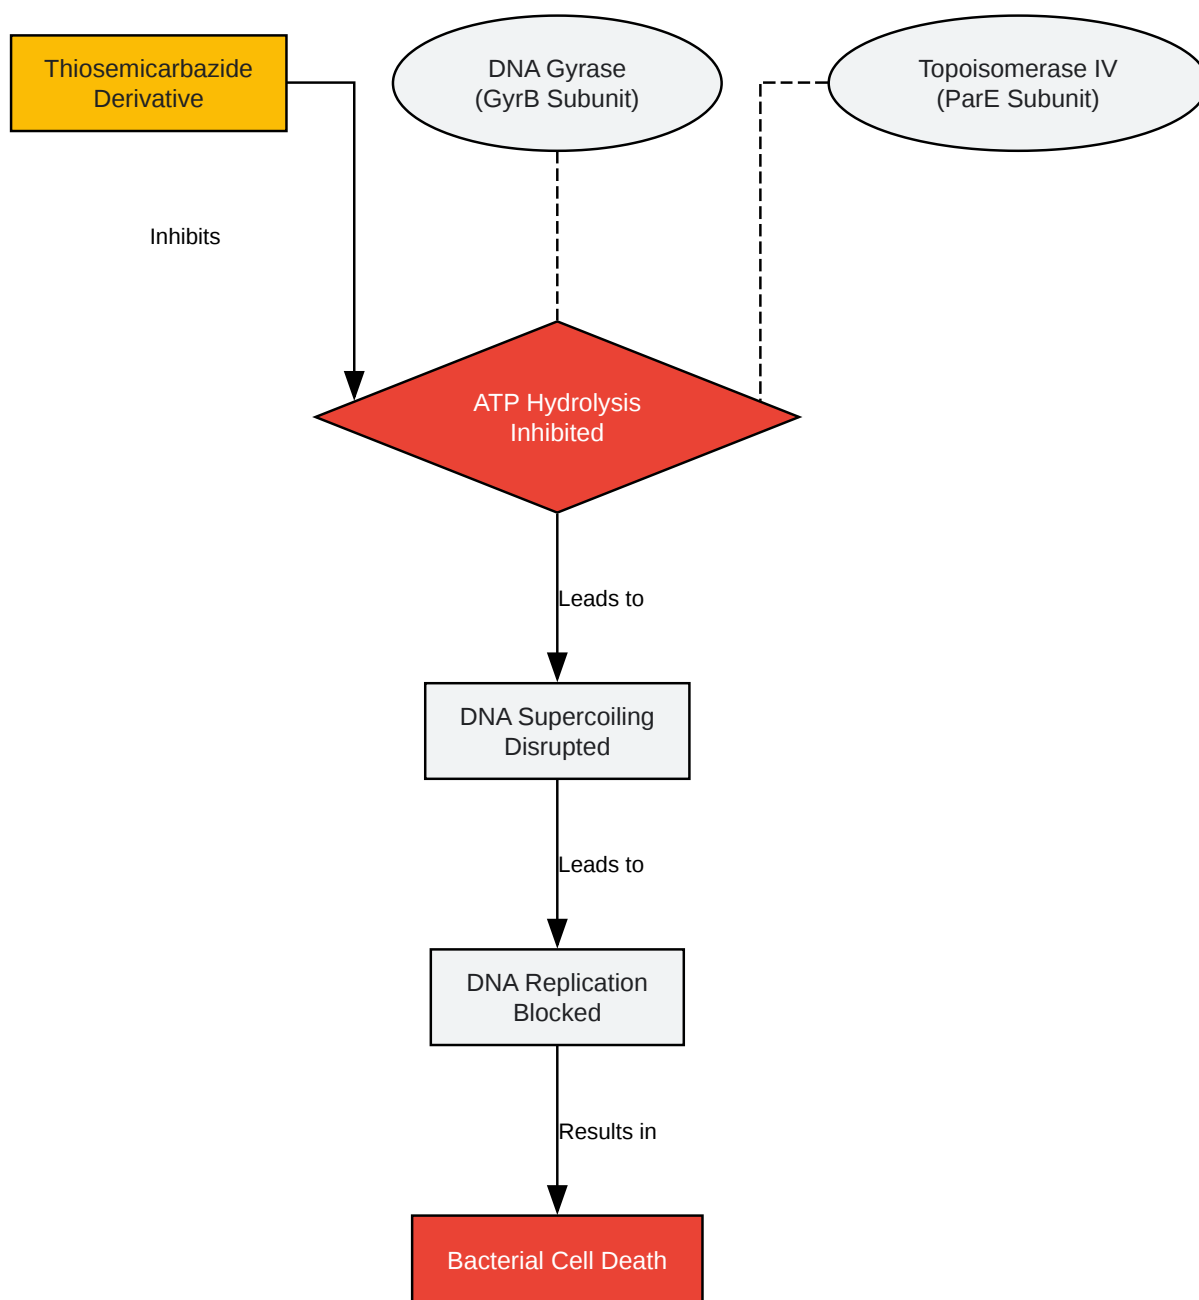 Thiosemicarbazide
Derivative
DNA Gyrase
(GyrB Subunit)
Topoisomerase IV
(ParE Subunit)
Inhibits
ATP Hydrolysis
Inhibited
Leads to
DNA Supercoiling
Disrupted
Leads to
DNA Replication
Blocked
Results in
Bacterial Cell Death